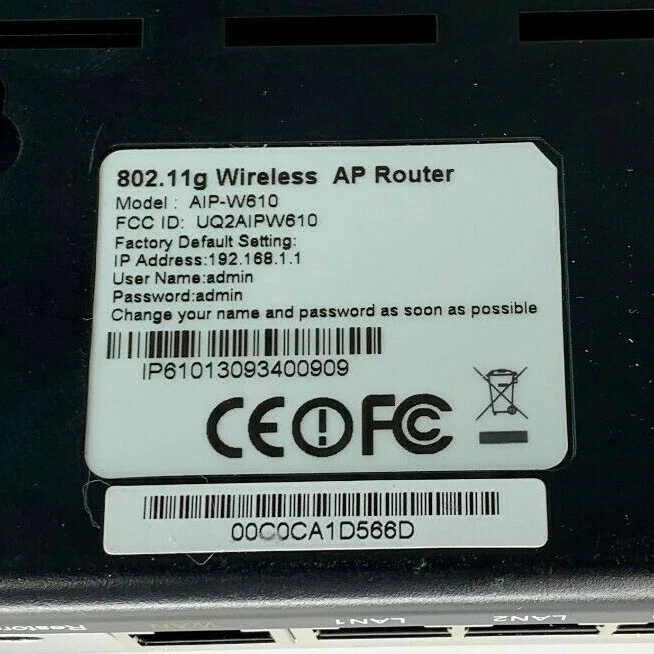 802.11g Wireless AP Router
Model : AIP-W610
FCC ID: UQ2AIPW610
Factory Default Setting:
IP Address:192.168.1.1
User Name:admin
Password:admin
Change your name and password as soon as possible
IP61013093400909
CE FC
00C0CA1D566D
Restore WAN LAN1 LAN2